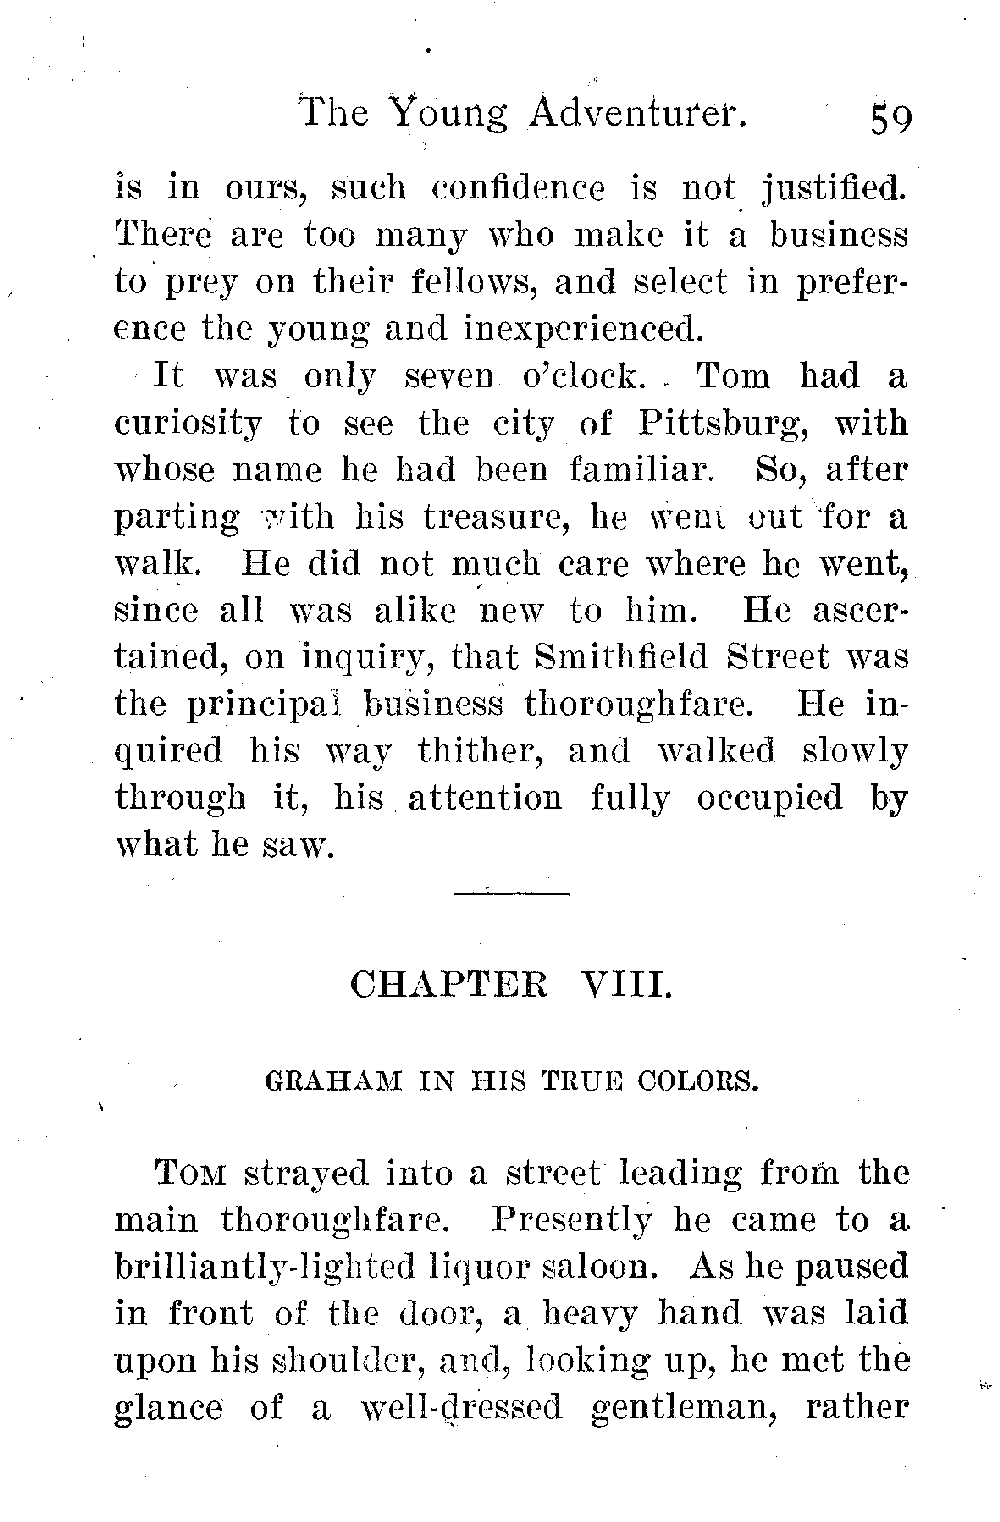 The Young Adventurer. 59
is in ours, such confidence is not justified.
There are too many who make it a business
to prey on their fellows, and select in prefer-
ence the young and inexperienced.
It was only seven o'clock. Tom had a
curiosity to see the city of Pittsburg, with
whose name he had been familiar. So, after
parting with his treasure, he went out for a
walk. He did not much care where he went,
since all was alike new to him. He ascer-
tained, on inquiry, that Smithfield Street was
the principal business thoroughfare. He in-
quired his way thither, and walked slowly
through it, his attention fully occupied by
what he saw.
CHAPTER VIII.
GRAHAM IN HIS TRUE COLORS.
TOM strayed into a street leading from the
main thoroughfare. Presently he came to a
brilliantly-lighted liquor saloon. As he paused
in front of the door, a heavy hand was laid
upon his shoulder, and, looking up, he met the
glance of a well-dressed gentleman, rather